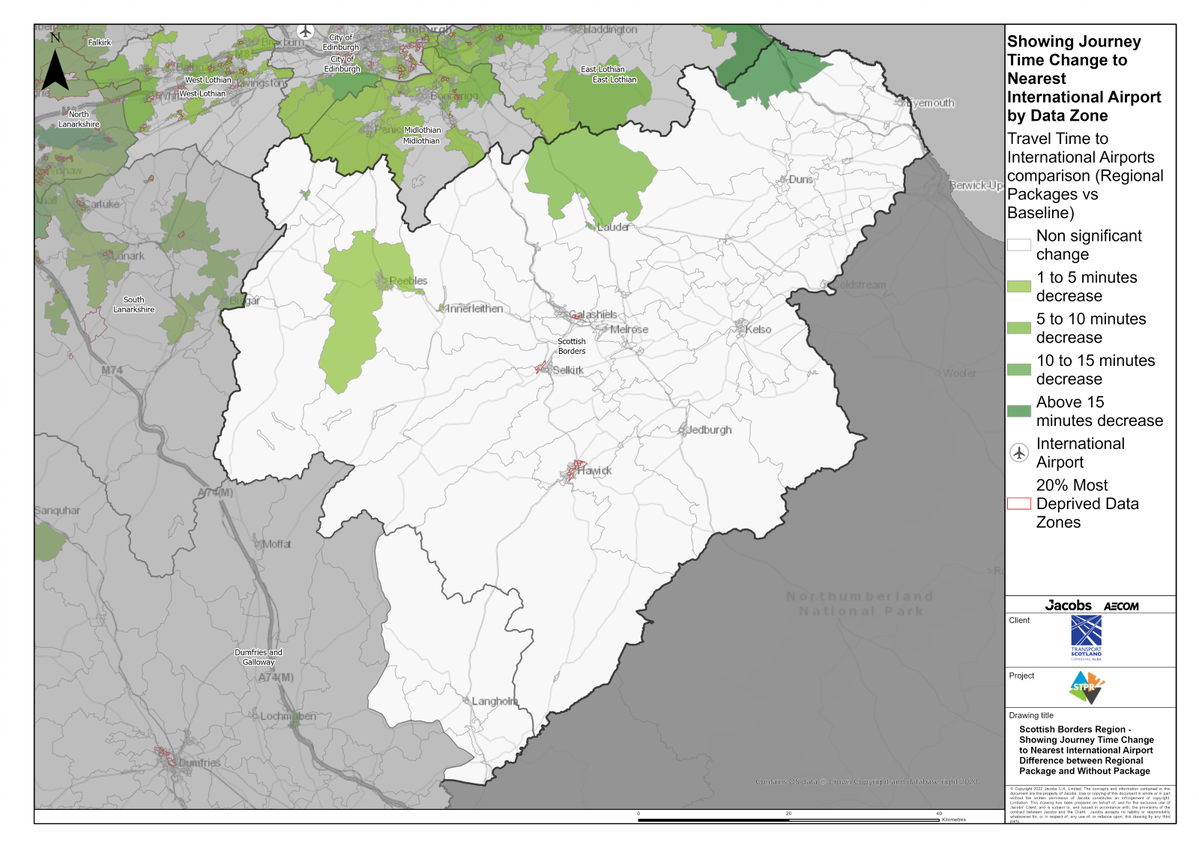 N
Falkirk
City of
Edinburgh
City of
Edinburgh
Edinburgh
Haddington
East Lothian
East Lothian
West Lothian
West Lothian
North
Lanarkshire
Midlothian
Midlothian
Eyemouth
Duns
Carluke
Lauder
Lanark
Peebles
Biggar
Innerleithen
South
Lanarkshire
Galashiels
Melrose
Kelso
Scottish
Borders
Selkirk
M74
Wooler
Jedburgh
Hawick
A74(M)
Sanquhar
Moffat
Northumberland
National Park
Dumfries and
Galloway
A74(M)
Langholm
Lochmaben
Dumfries
0 20 40
Kilometres
Showing Journey
Time Change to
Nearest
International Airport
by Data Zone
Travel Time to
International Airports
comparison (Regional
Packages vs
Baseline)
Non significant
change
1 to 5 minutes
decrease
5 to 10 minutes
decrease
10 to 15 minutes
decrease
Above 15
minutes decrease
International
Airport
20% Most
Deprived Data
Zones
Jacobs AECOM
Client
TRANSPORT
SCOTLAND
Project
STPR2
Drawing title
Scottish Borders Region -
Showing Journey Time Change
to Nearest International Airport
Difference between Regional
Package and Without Package